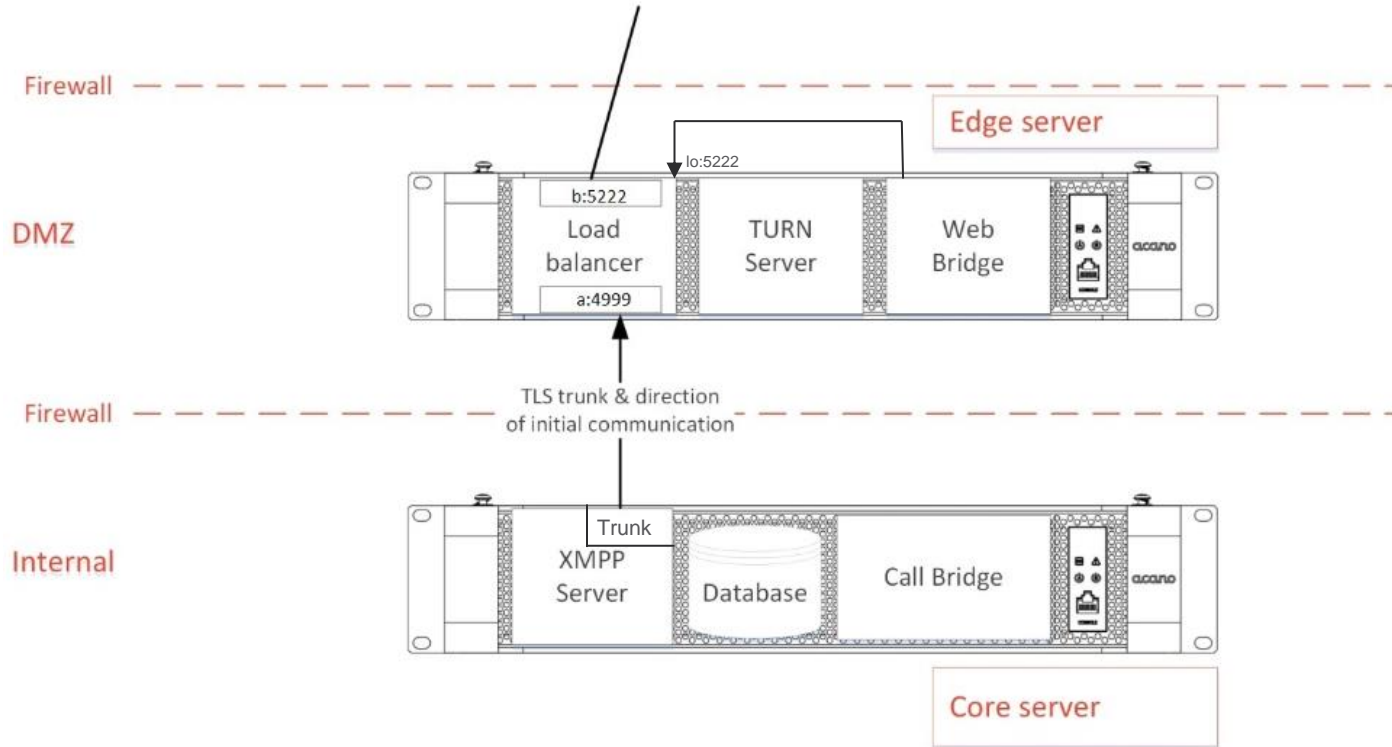 Firewall
Edge server
lo:5222
b:5222
DMZ
Load
balancer
TURN
Server
Web
Bridge
acano
a:4999
TLS trunk & direction
of initial communication
Firewall
Trunk
Internal
XMPP
Server
Database
Call Bridge
acano
Core server